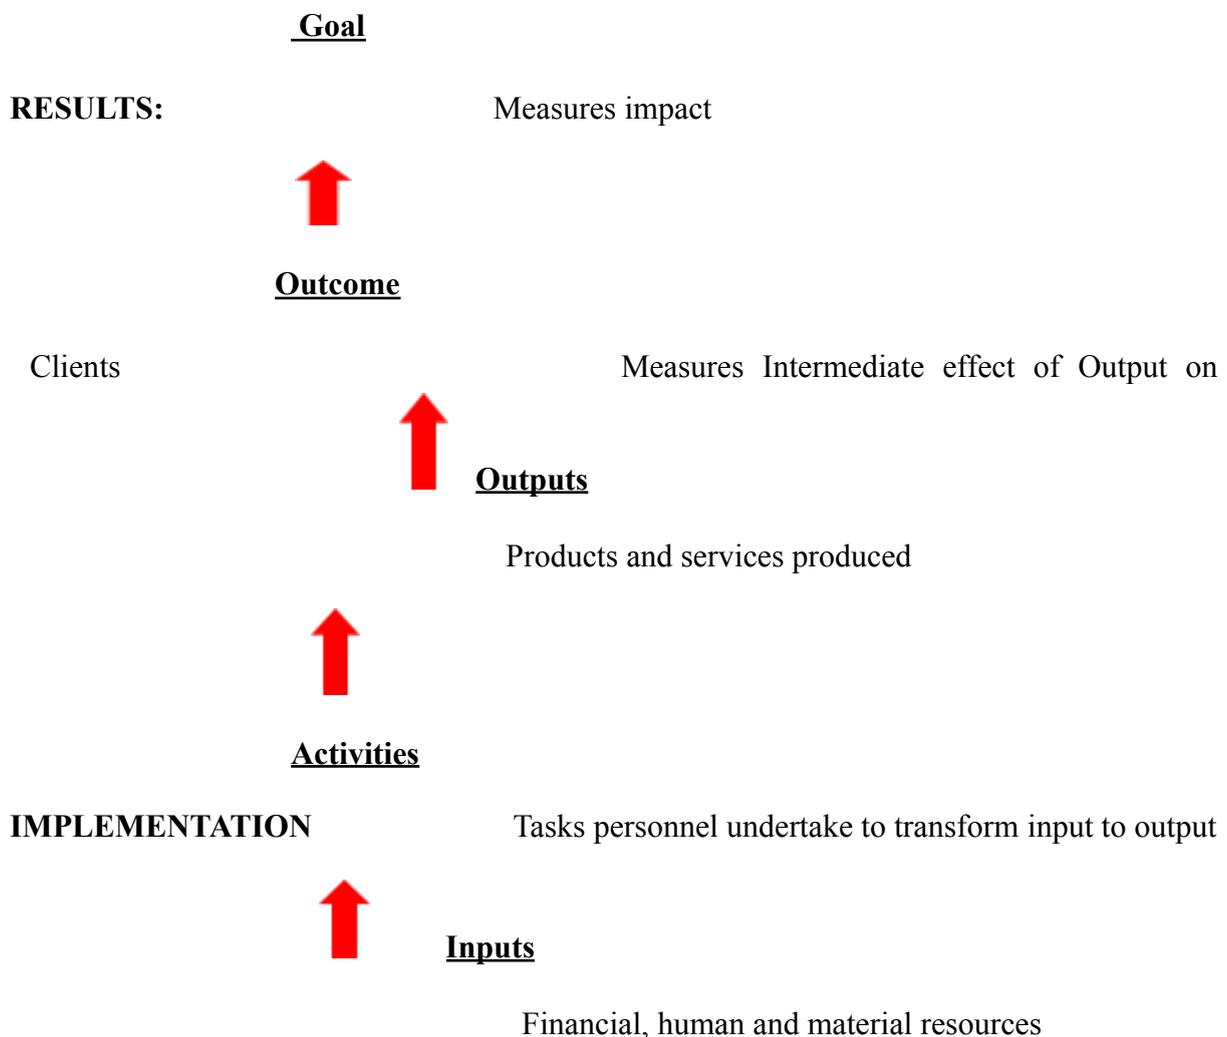 Goal
RESULTS: Measures impact
Outcome
Clients Measures Intermediate effect of Output on
Outputs
Products and services produced
Activities
IMPLEMENTATION Tasks personnel undertake to transform input to output
Inputs
Financial, human and material resources